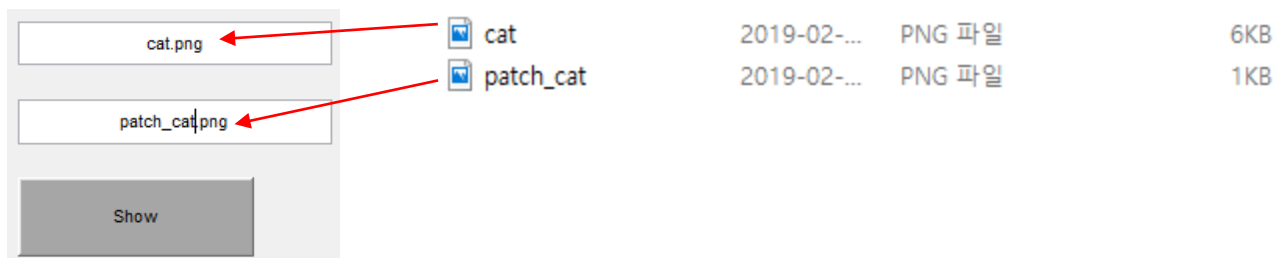 cat.png
patch_cat.png
Show
cat 2019-02-... PNG 파일 6KB
patch_cat 2019-02-... PNG 파일 1KB